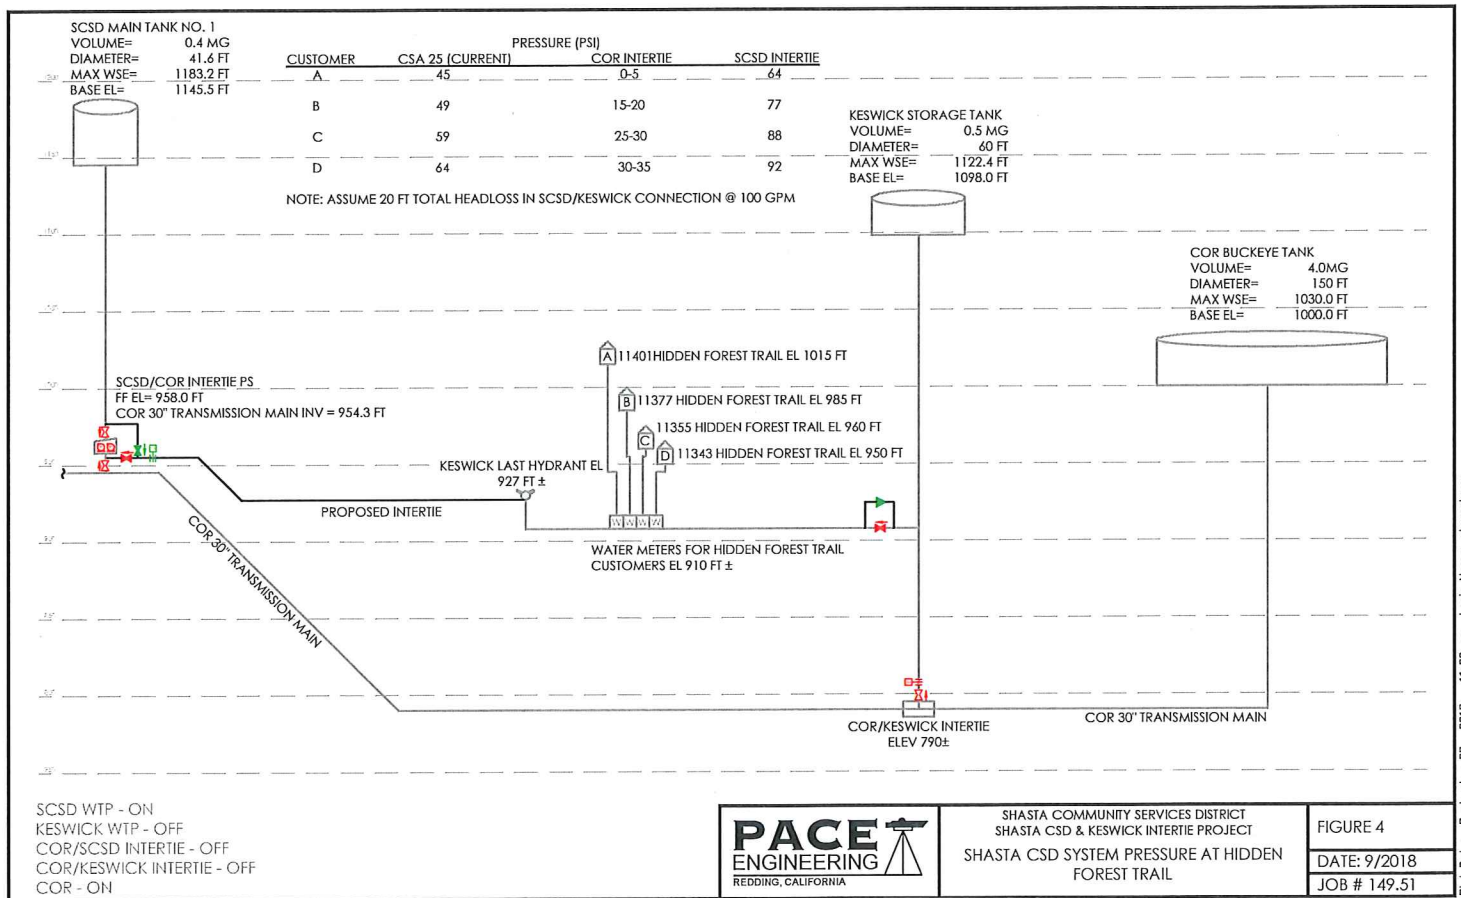 SCSD MAIN TANK NO. 1
VOLUME= 0.4 MG
DIAMETER= 41.6 FT
MAX WSE= 1183.2 FT
BASE EL= 1145.5 FT
PRESSURE (PSI)
CUSTOMER CSA 25 (CURRENT) COR INTERTIE SCSD INTERTIE
A 45 0-5 64
B 49 15-20 77
C 59 25-30 88
D 64 30-35 92
NOTE: ASSUME 20 FT TOTAL HEADLOSS IN SCSD/KESWICK CONNECTION @ 100 GPM
KESWICK STORAGE TANK
VOLUME= 0.5 MG
DIAMETER= 60 FT
MAX WSE= 1122.4 FT
BASE EL= 1098.0 FT
COR BUCKEYE TANK
VOLUME= 4.0MG
DIAMETER= 150 FT
MAX WSE= 1030.0 FT
BASE EL= 1000.0 FT
SCSD/COR INTERTIE PS
FF EL= 958.0 FT
COR 30" TRANSMISSION MAIN INV = 954.3 FT
A 11401HIDDEN FOREST TRAIL EL 1015 FT
B 11377 HIDDEN FOREST TRAIL EL 985 FT
C 11355 HIDDEN FOREST TRAIL EL 960 FT
D 11343 HIDDEN FOREST TRAIL EL 950 FT
KESWICK LAST HYDRANT EL
927 FT ±
PROPOSED INTERTIE
W W W W
WATER METERS FOR HIDDEN FOREST TRAIL
CUSTOMERS EL 910 FT ±
COR 30" TRANSMISSION MAIN
COR/KESWICK INTERTIE
ELEV 790±
COR 30" TRANSMISSION MAIN
SCSD WTP - ON
KESWICK WTP - OFF
COR/SCSD INTERTIE - OFF
COR/KESWICK INTERTIE - OFF
COR - ON
PACE
ENGINEERING
REDDING, CALIFORNIA
SHASTA COMMUNITY SERVICES DISTRICT
SHASTA CSD & KESWICK INTERTIE PROJECT
SHASTA CSD SYSTEM PRESSURE AT HIDDEN
FOREST TRAIL
FIGURE 4
DATE: 9/2018
JOB # 149.51